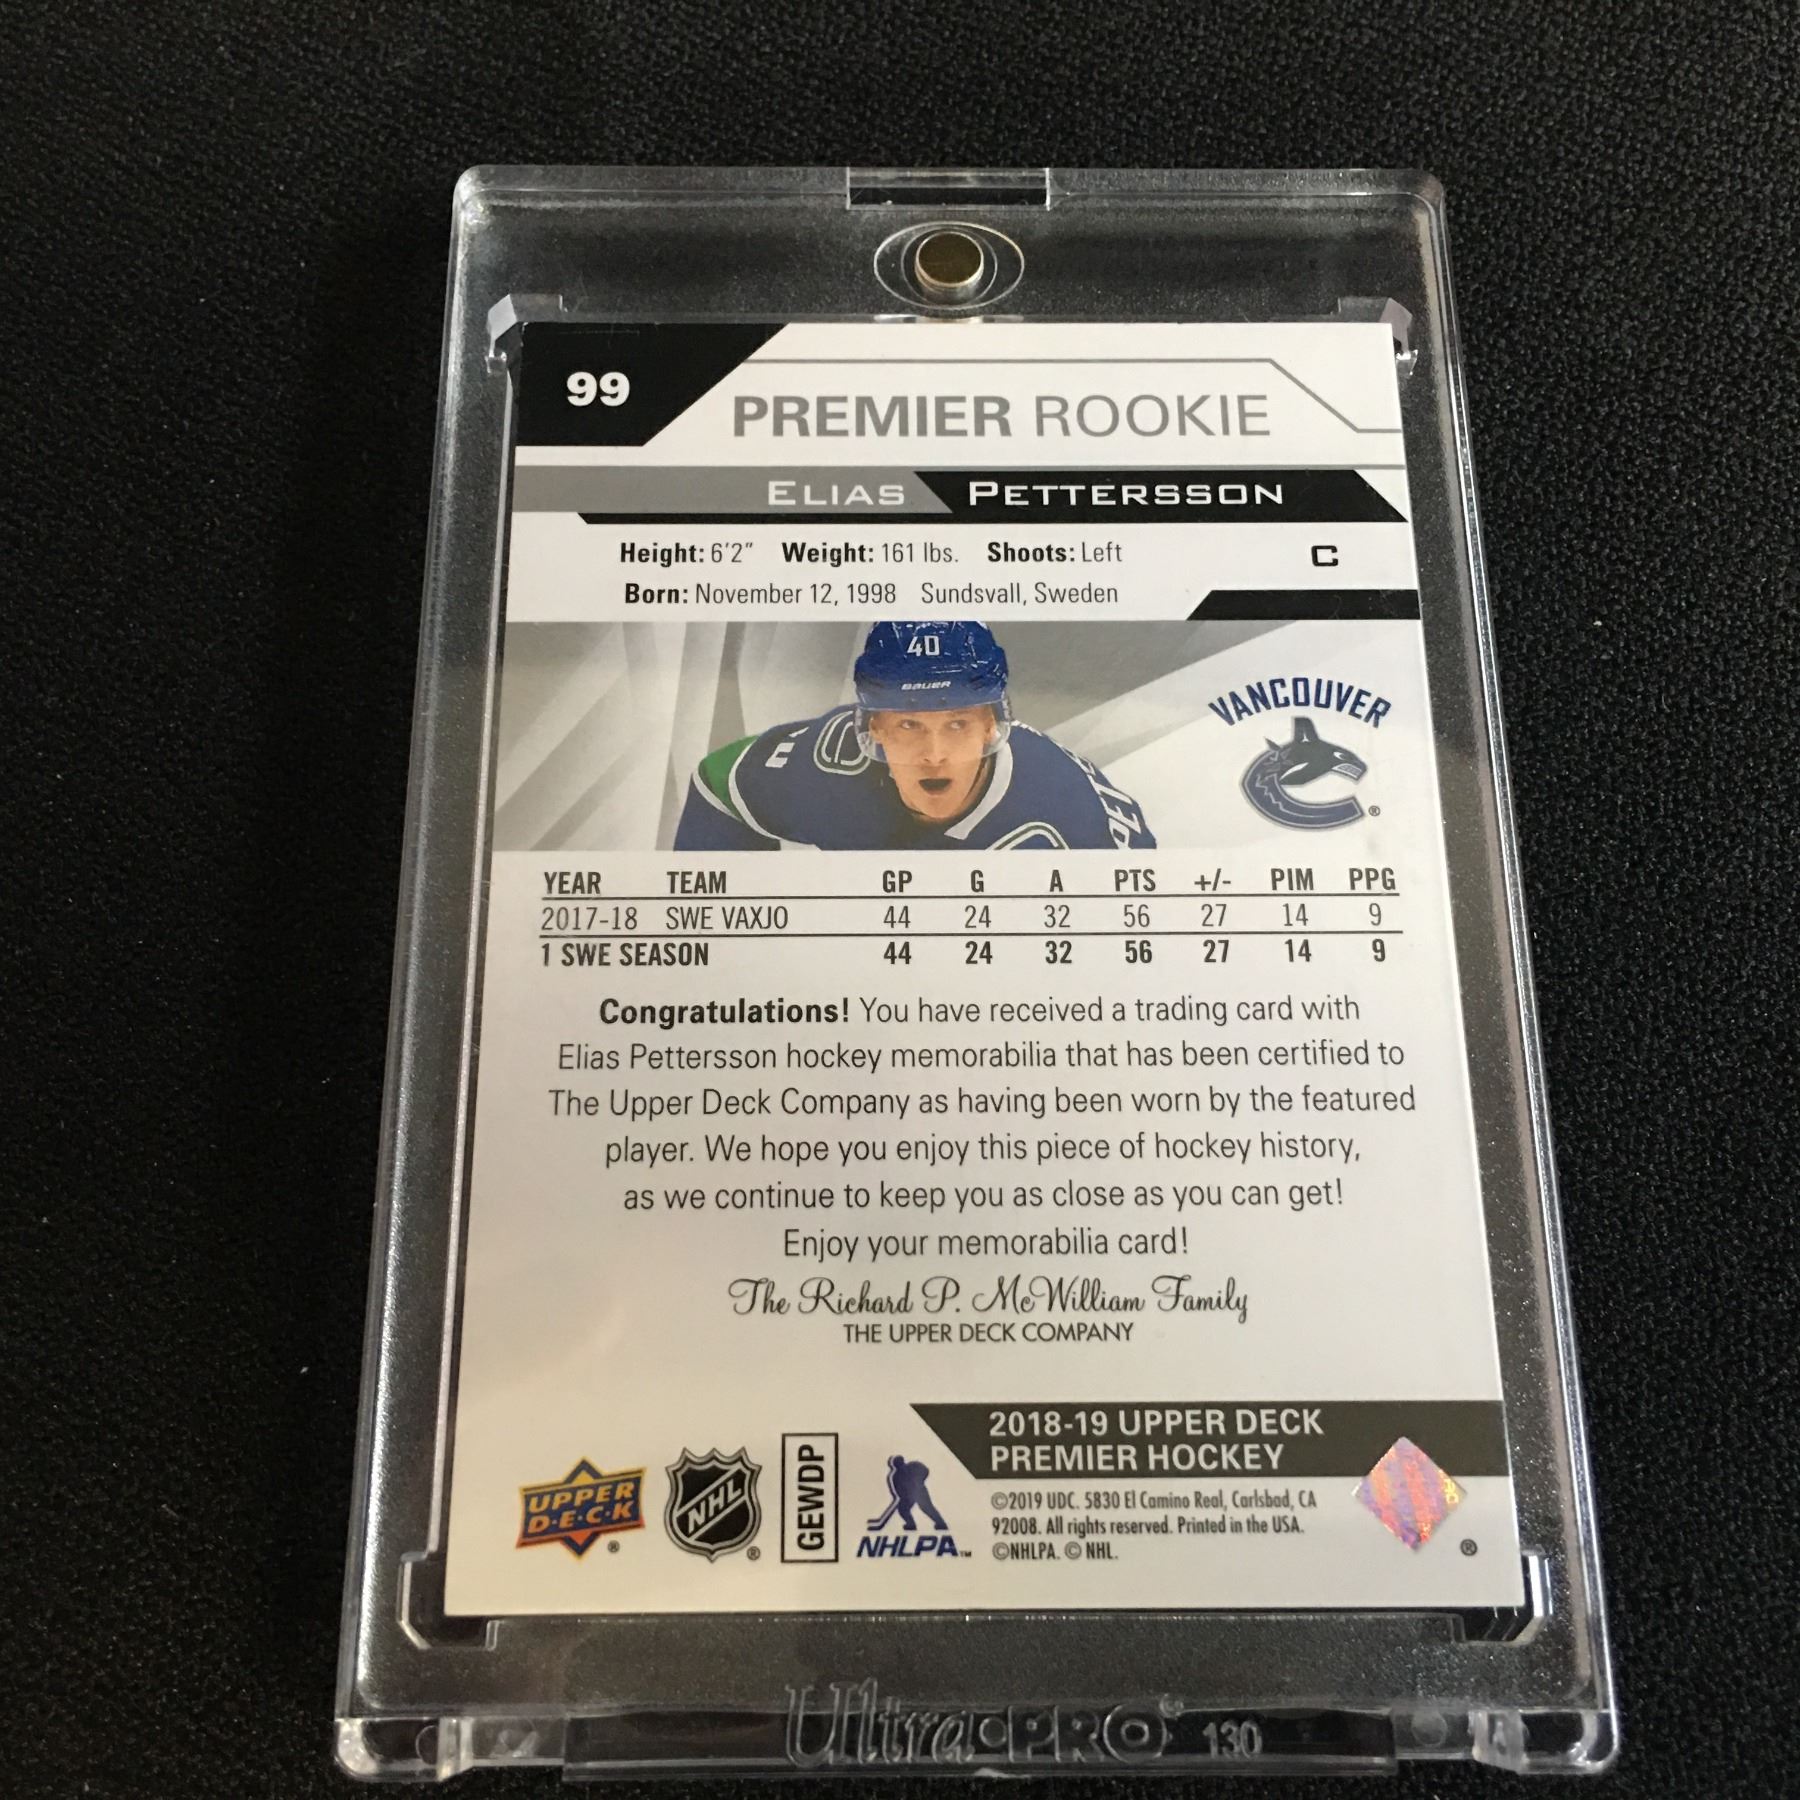 99
PREMIER ROOKIE
ELIAS PETTERSSON
Height: 6'2" Weight: 161 lbs. Shoots: Left
C
Born: November 12, 1998 Sundsvall, Sweden
40
BAUER
VANCOUVER
®
YEAR TEAM GP G A PTS +/- PIM PPG
2017-18 SWE VAXJO 44 24 32 56 27 14 9
1 SWE SEASON 44 24 32 56 27 14 9
Congratulations! You have received a trading card with
Elias Pettersson hockey memorabilia that has been certified to
The Upper Deck Company as having been worn by the featured
player. We hope you enjoy this piece of hockey history,
as we continue to keep you as close as you can get!
Enjoy your memorabilia card!
The Richard P. McWilliam Family
THE UPPER DECK COMPANY
2018-19 UPPER DECK
PREMIER HOCKEY
UPPER
D·E·C·K
®
NHL
®
GEWDP
NHLPA™
©2019 UDC. 5830 El Camino Real, Carlsbad, CA
92008. All rights reserved. Printed in the USA.
©NHLPA. © NHL.
®
Ultra·PRO® 130